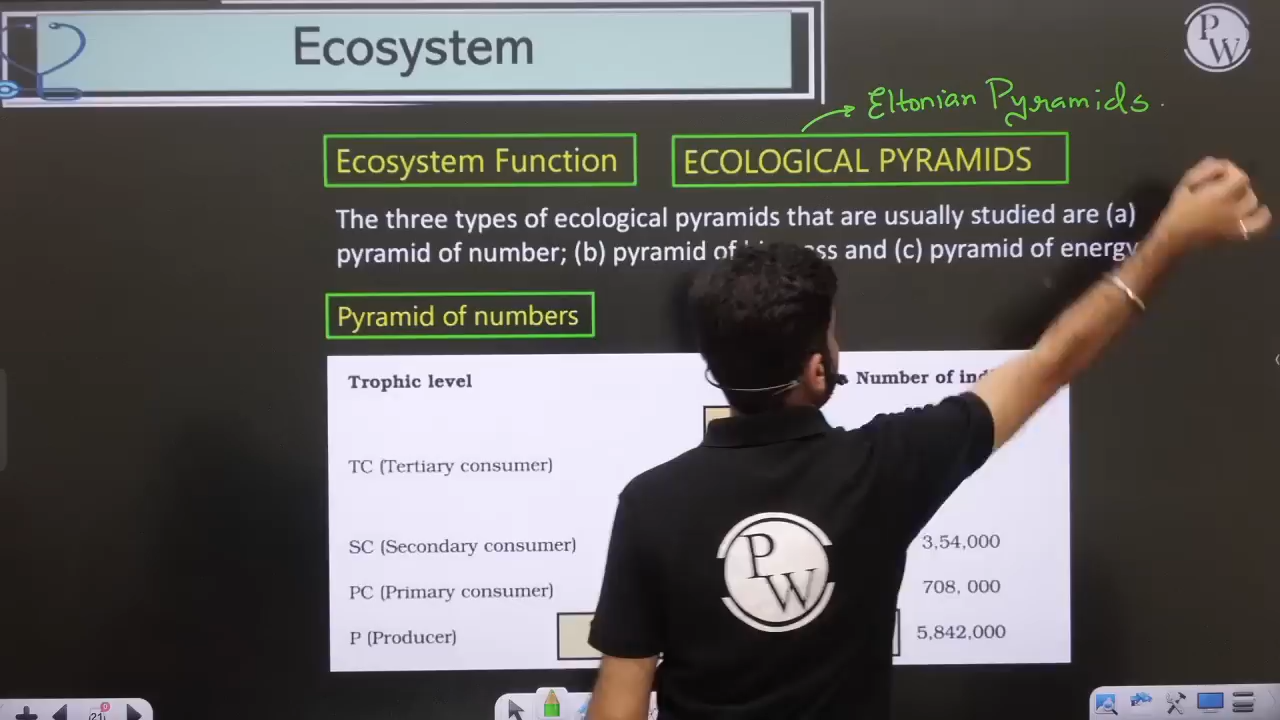 Ecosystem
PW
Eltonian Pyramids.
Ecosystem Function
ECOLOGICAL PYRAMIDS
The three types of ecological pyramids that are usually studied are (a)
pyramid of number; (b) pyramid of and (c) pyramid of energy
Pyramid of numbers
Trophic level
Number of
TC (Tertiary consumer)
SC (Secondary consumer)
3,54,000
PC (Primary consumer)
708, 000
P (Producer)
5,842,000
PW
21